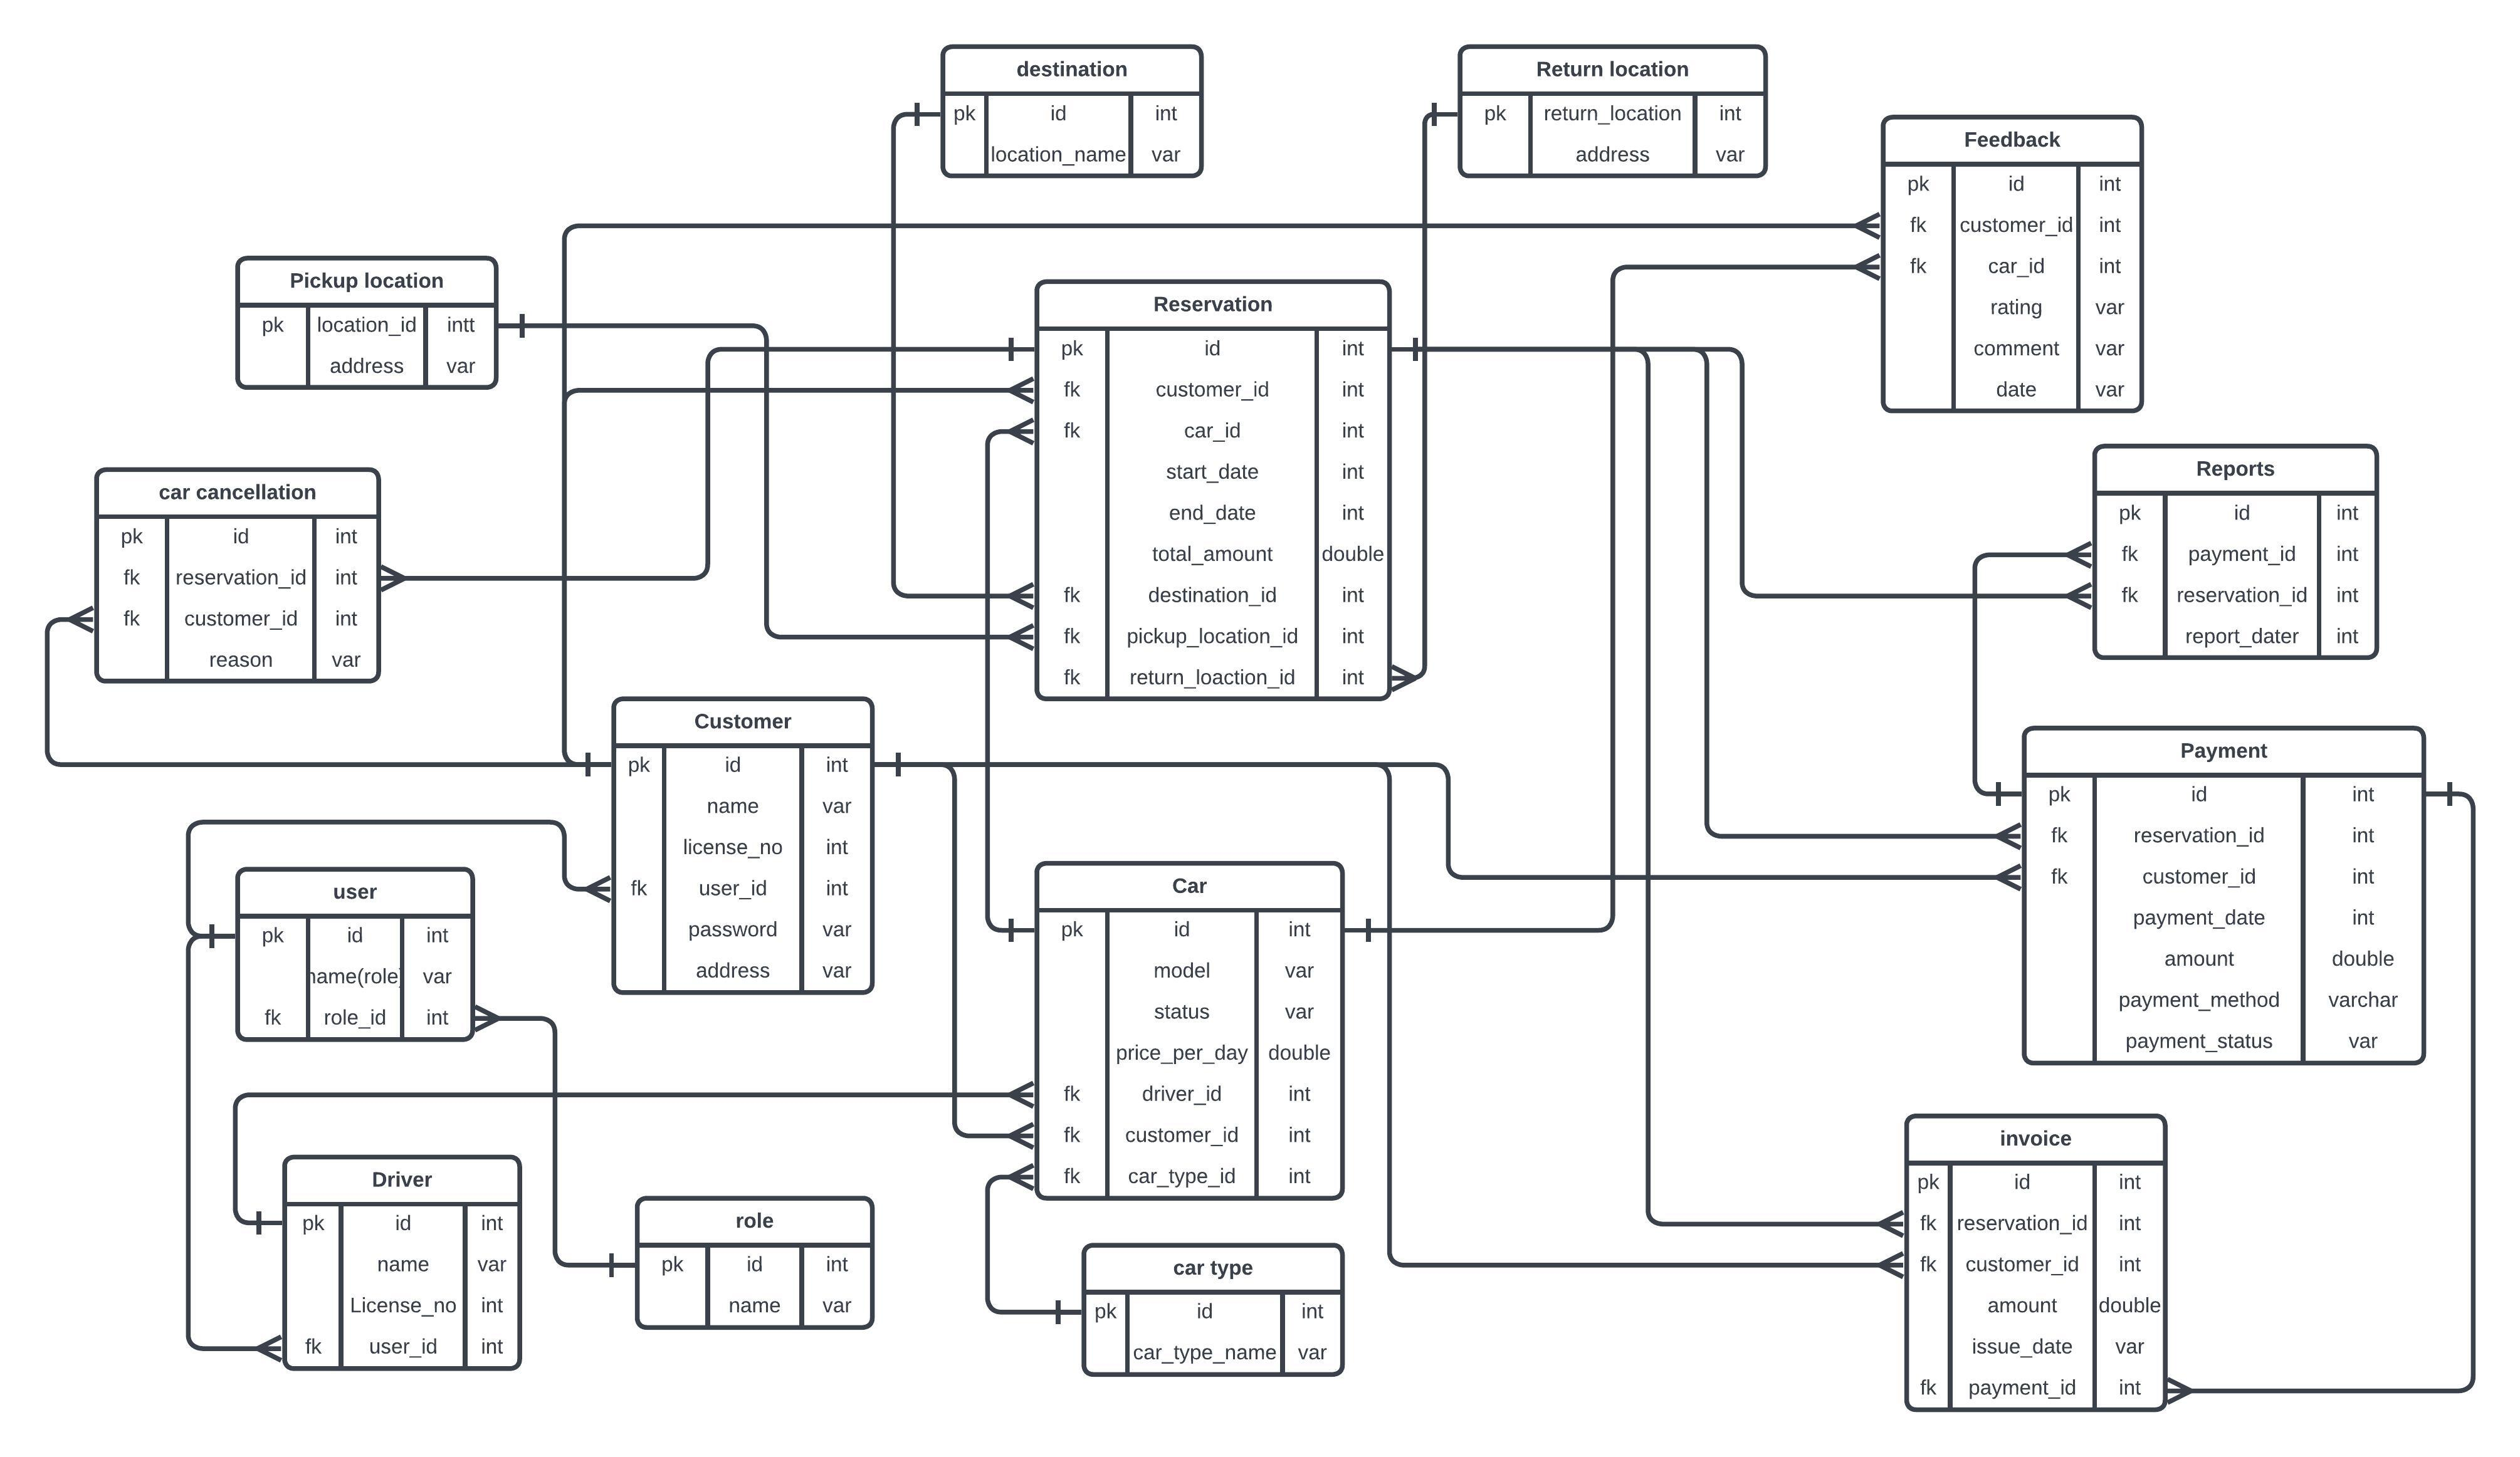 destination
pk id int
location_name var
Return location
pk return_location int
address var
Feedback
pk id int
fk customer_id int
fk car_id int
rating var
comment var
date var
Pickup location
pk location_id intt
address var
Reservation
pk id int
fk customer_id int
fk car_id int
start_date int
end_date int
total_amount double
fk destination_id int
fk pickup_location_id int
fk return_loaction_id int
car cancellation
pk id int
fk reservation_id int
fk customer_id int
reason var
Reports
pk id int
fk payment_id int
fk reservation_id int
report_dater int
Customer
pk id int
name var
license_no int
fk user_id int
password var
address var
Payment
pk id int
fk reservation_id int
fk customer_id int
payment_date int
amount double
payment_method varchar
payment_status var
user
pk id int
name(role) var
fk role_id int
Car
pk id int
model var
status var
price_per_day double
fk driver_id int
fk customer_id int
fk car_type_id int
Driver
pk id int
name var
License_no int
fk user_id int
role
pk id int
name var
car type
pk id int
car_type_name var
invoice
pk id int
fk reservation_id int
fk customer_id int
amount double
issue_date var
fk payment_id int